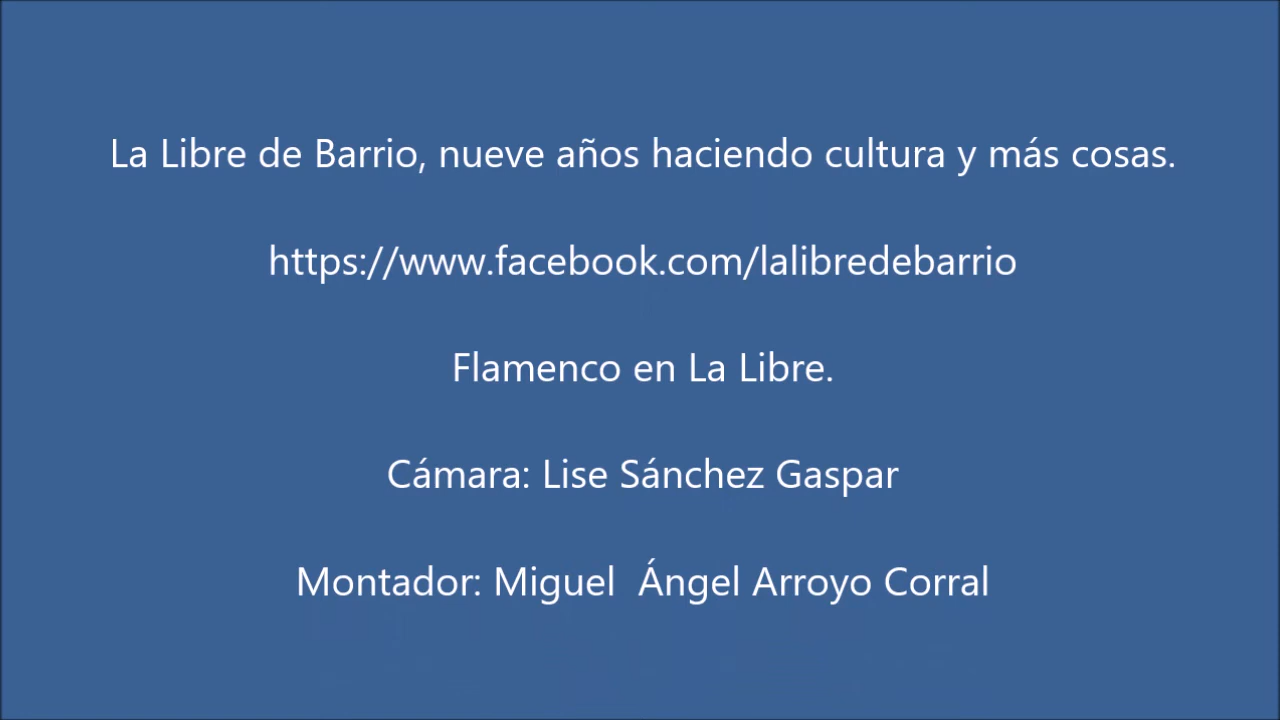 La Libre de Barrio, nueve años haciendo cultura y más cosas.
https://www.facebook.com/lalibredebarrio
Flamenco en La Libre.
Cámara: Lise Sánchez Gaspar
Montador: Miguel  Ángel Arroyo Corral